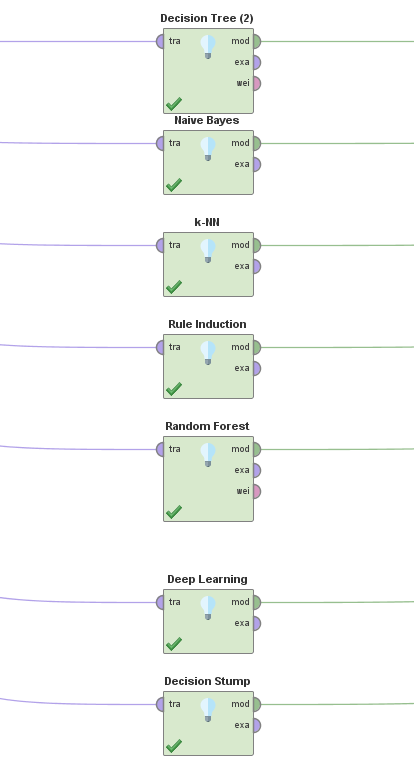 Decision Tree (2)
tra mod
exa
wei
Naive Bayes
tra mod
exa
k-NN
tra mod
exa
Rule Induction
tra mod
exa
Random Forest
tra mod
exa
wei
Deep Learning
tra mod
exa
Decision Stump
tra mod
exa